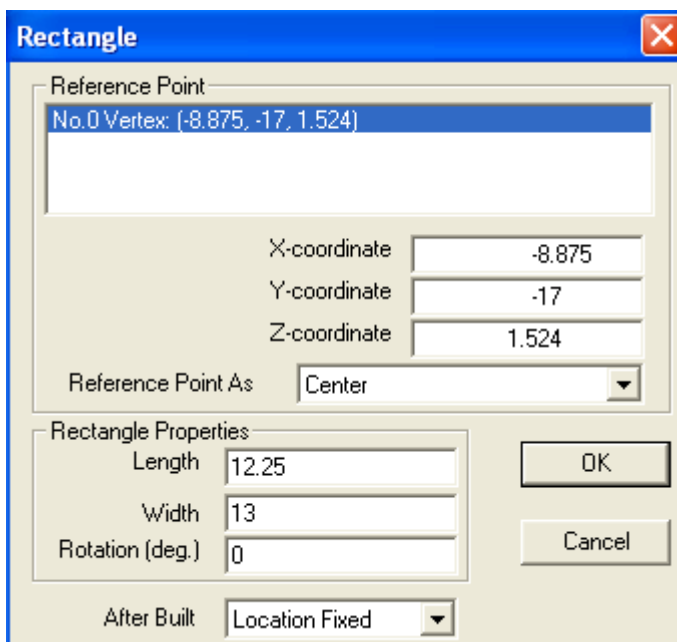 Rectangle
Reference Point
No.0 Vertex: (-8.875, -17, 1.524)
X-coordinate -8.875
Y-coordinate -17
Z-coordinate 1.524
Reference Point As Center
Rectangle Properties
Length 12.25
OK
Width 13
Rotation (deg.) 0
Cancel
After Built Location Fixed